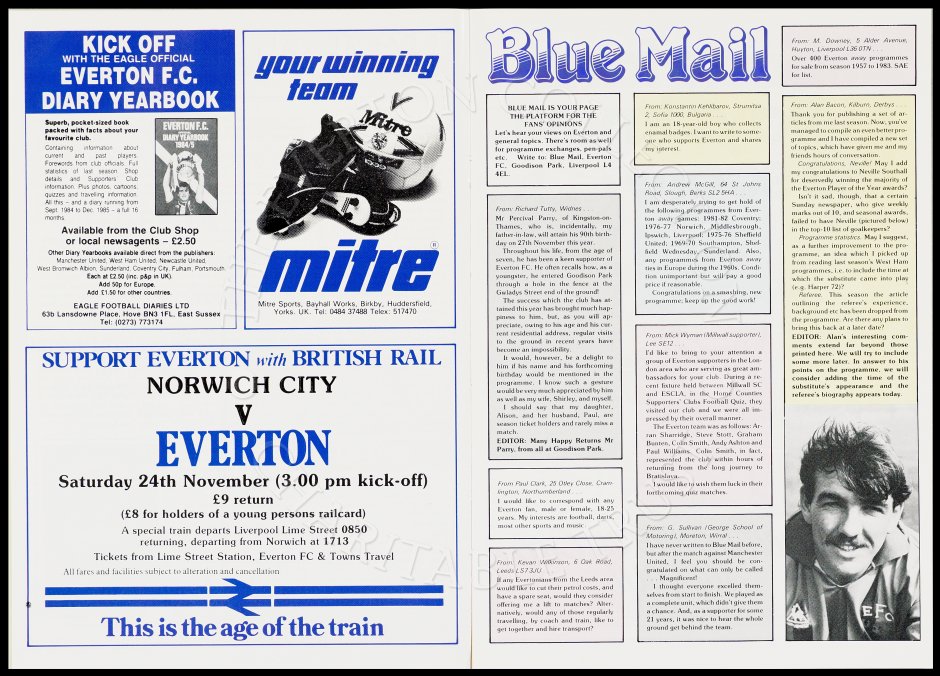 KICK OFF
WITH THE EAGLE OFFICIAL
EVERTON F.C.
DIARY YEARBOOK
Superb, pocket-sized book
packed with facts about your
favourite club.
Containing information about
current and past players.
Forewords from club officials. Full
statistics of last season. Shop
details and Supporters Club
information. Plus photos, cartoons,
quizzes and travelling information.
All this – and a diary running from
Sept. 1984 to Dec. 1985 – a full 16
months.
EVERTON F.C.
DIARY YEARBOOK
1984/5
Available from the Club Shop
or local newsagents – £2.50
Other Diary Yearbooks available direct from the publishers:
Manchester United, West Ham United, Newcastle United,
West Bromwich Albion, Sunderland, Coventry City, Fulham, Portsmouth.
Each at £2.50 (inc. p&p in UK).
Add 50p for Europe.
Add £1.50 for other countries.
EAGLE FOOTBALL DIARIES LTD
63b Lansdowne Place, Hove BN3 1FL, East Sussex
Tel: (0273) 773174
your winning
team
Mitre
mitre®
Mitre Sports, Bayhall Works, Birkby, Huddersfield,
Yorks. UK. Tel: 0484 37488 Telex: 517470
SUPPORT EVERTON with BRITISH RAIL
NORWICH CITY
V
EVERTON
Saturday 24th November (3.00 pm kick-off)
£9 return
(£8 for holders of a young persons railcard)
A special train departs Liverpool Lime Street 0850
returning, departing from Norwich at 1713
Tickets from Lime Street Station, Everton FC & Towns Travel
All fares and facilities subject to alteration and cancellation
This is the age of the train
8
Blue Mail
BLUE MAIL IS YOUR PAGE
THE PLATFORM FOR THE
FANS' OPINIONS
Let's hear your views on Everton and
general topics. There's room as well
for programme exchanges, pen-pals
etc. Write to: Blue Mail, Everton
FC, Goodison Park, Liverpool L4
4EL.
From: Richard Tutty, Widnes . .
Mr Percival Parry, of Kingston-on-
Thames, who is, incidentally, my
father-in-law, will attain his 90th birth-
day on 27th November this year.
Throughout his life, from the age of
seven, he has been a keen supporter of
Everton FC. He often recalls how, as a
youngster, he entered Goodison Park
through a hole in the fence at the
Gwladys Street end of the ground!
The success which the club has at-
tained this year has brought much hap-
piness to him, but, as you will ap-
preciate, owing to his age and his cur-
rent residential address, regular visits
to the ground in recent years have
become an impossibility.
It would, however, be a delight to
him if his name and his forthcoming
birthday would be mentioned in the
programme. I know such a gesture
would be very much appreciated by him
as well as my wife, Shirley, and myself.
I should say that my daughter,
Alison, and her husband, Paul, are
season ticket holders and rarely miss a
match.
EDITOR: Many Happy Returns Mr
Parry, from all at Goodison Park.
From Paul Clark, 25 Otley Close, Cram-
lington, Northumberland . . .
I would like to correspond with any
Everton fan, male or female, 18-25
years. My interests are football, darts,
most other sports and music.
From: Kevan Wilkinson, 6 Oak Road,
Leeds LS7 3JU . . .
If any Evertonians from the Leeds area
would like to cut their petrol costs, and
have a spare seat, would they consider
offering me a lift to matches? Alter-
natively, would any of those regularly
travelling, by coach and train, like to
get together and hire transport?
From: Konstantin Kehlibarov, Strumitsa
2, Sofia 1000, Bulgaria . . .
I am an 18-year-old boy who collects
enamal badges. I want to write to some-
one who supports Everton and shares
my interest.
From: Andrew McGill, 64 St Johns
Road, Slough, Berks SL2 5HA . . .
I am desperately trying to get hold of
the following programmes from Ever-
ton away games: 1981-82 Coventry;
1976-77 Norwich, Middlesbrough,
Ipswich, Liverpool; 1975-76 Sheffield
United; 1969-70 Southampton, Shef-
field Wednesday, Sunderland. Also,
any programmes from Everton away
ties in Europe during the 1960s. Condit-
ion unimportant but will pay a good
price if reasonable.
Congratulations on a smashing, new
programme; keep up the good work!
From: Mick Wyman (Millwall supporter),
Lee SE12 . . .
I'd like to bring to your attention a
group of Everton supporters in the Lon-
don area who are serving as great am-
bassadors for your club. During a re-
cent fixture held between Millwall SC
and ESCLA, in the Home Counties
Supporters' Clubs Football Quiz, they
visited our club and we were all im-
pressed by their overall manner.
The Everton team was as follows: Ar-
ran Sharridge, Steve Stott, Graham
Bunten, Colin Smith, Andy Ashton and
Paul Williams. Colin Smith, in fact,
represented the club within hours of
returning from the long journey to
Bratislava.
I would like to wish them luck in their
forthcoming quiz matches.
From: G. Sullivan (George School of
Motoring), Moreton, Wirral . .
I have never written to Blue Mail before,
but after the match against Manchester
United, I feel you should be con-
gratulated on what can only be called
. . . Magnificent!
I thought everyone excelled them-
selves from start to finish. We played as
a complete unit, which didn't give them
a chance. And, as a supporter for some
21 years, it was nice to hear the whole
ground get behind the team.
From: M. Downey, 5 Alder Avenue,
Huyton, Liverpool L36 0TN . . .
Over 400 Everton away programmes
for sale from season 1957 to 1983. SAE
for list.
From: Alan Bacon, Kilburn, Derbys . . .
Thank you for publishing a set of ar-
ticles from me last season. Now, you've
managed to compile an even better pro-
gramme and I have compiled a new set
of topics, which have given me and my
friends hours of conversation.
Congratulations, Neville! May I add
my congratulations to Neville Southall
for deservedly winning the majority of
the Everton Player of the Year awards?
Isn't it sad, though, that a certain
Sunday newspaper, who give weekly
marks out of 10, and seasonal awards,
failed to have Neville (pictured below)
in the top-10 list of goalkeepers?
Programme statistics. May I suggest,
as a further improvement to the pro-
gramme, an idea which I picked up
from reading last season's West Ham
programmes, i.e. to include the time at
which the substitute came into play
(e.g. Harper 72)?
Referee. This season the article
outlining the referee's experience,
background etc has been dropped from
the programme. Are there any plans to
bring this back at a later date?
EDITOR: Alan's interesting com-
ments extend far beyond those
printed here. We will try to include
some more later. In answer to his
points on the programme, we will
consider adding the time of the
substitute's appearance and the
referee's biography appears today.
EFC